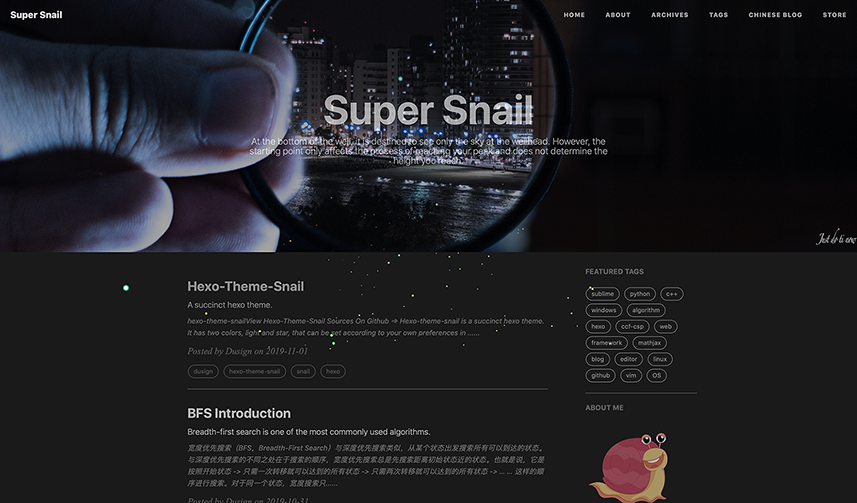 Super Snail
HOME
ABOUT
ARCHIVES
TAGS
CHINESE BLOG
STORE
Super Snail
At the bottom of the well, it is destined to see only the sky at the wellhead. However, the
starting point only affects the process of reaching your peak and does not determine the
height you reach.
Just do ti now
Hexo-Theme-Snail
A succinct hexo theme.
hexo-theme-snailView Hexo-Theme-Snail Sources On Github ⇒ Hexo-theme-snail is a succinct hexo theme.
It has two colors, light and star, that can be set according to your own preferences in ......
Posted by Dusign on 2019-11-01
dusign
hexo-theme-snail
snail
hexo
BFS Introduction
Breadth-first search is one of the most commonly used algorithms.
宽度优先搜索（BFS，Breadth-First Search）与深度优先搜索类似，从某个状态出发搜索所有可以到达的状态。
与深度优先搜索的不同之处在于搜索的顺序，宽度优先搜索总是先搜索距离初始状态近的状态。也就是说，它是
按照开始状态 -> 只需一次转移就可以达到的所有状态 -> 只需两次转移就可以达到的所有状态 -> ... ... 这样的顺
序进行搜索。对于同一个状态，宽度搜索只......
Posted by Dusign on 2019-10-31
FEATURED TAGS
sublime
python
c++
windows
algorithm
hexo
ccf-csp
web
framework
mathjax
blog
editor
linux
github
vim
OS
ABOUT ME